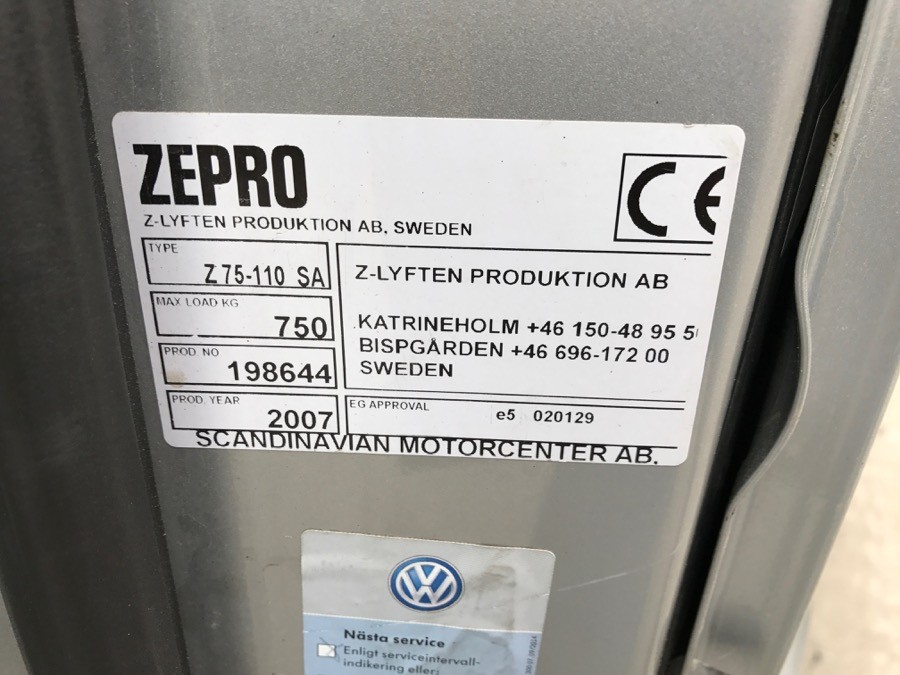 ZEPRO
CE
Z-LYFTEN PRODUKTION AB, SWEDEN
TYPE
Z 75-110 SA
MAX LOAD KG
750
PROD. NO
198644
PROD. YEAR
2007
Z-LYFTEN PRODUKTION AB
KATRINEHOLM +46 150-48 95 5
BISPGÅRDEN +46 696-172 00
SWEDEN
EG APPROVAL
e5 020129
SCANDINAVIAN MOTORCENTER AB.
VW
Nästa service
Enligt serviceintervall-
indikering eller: